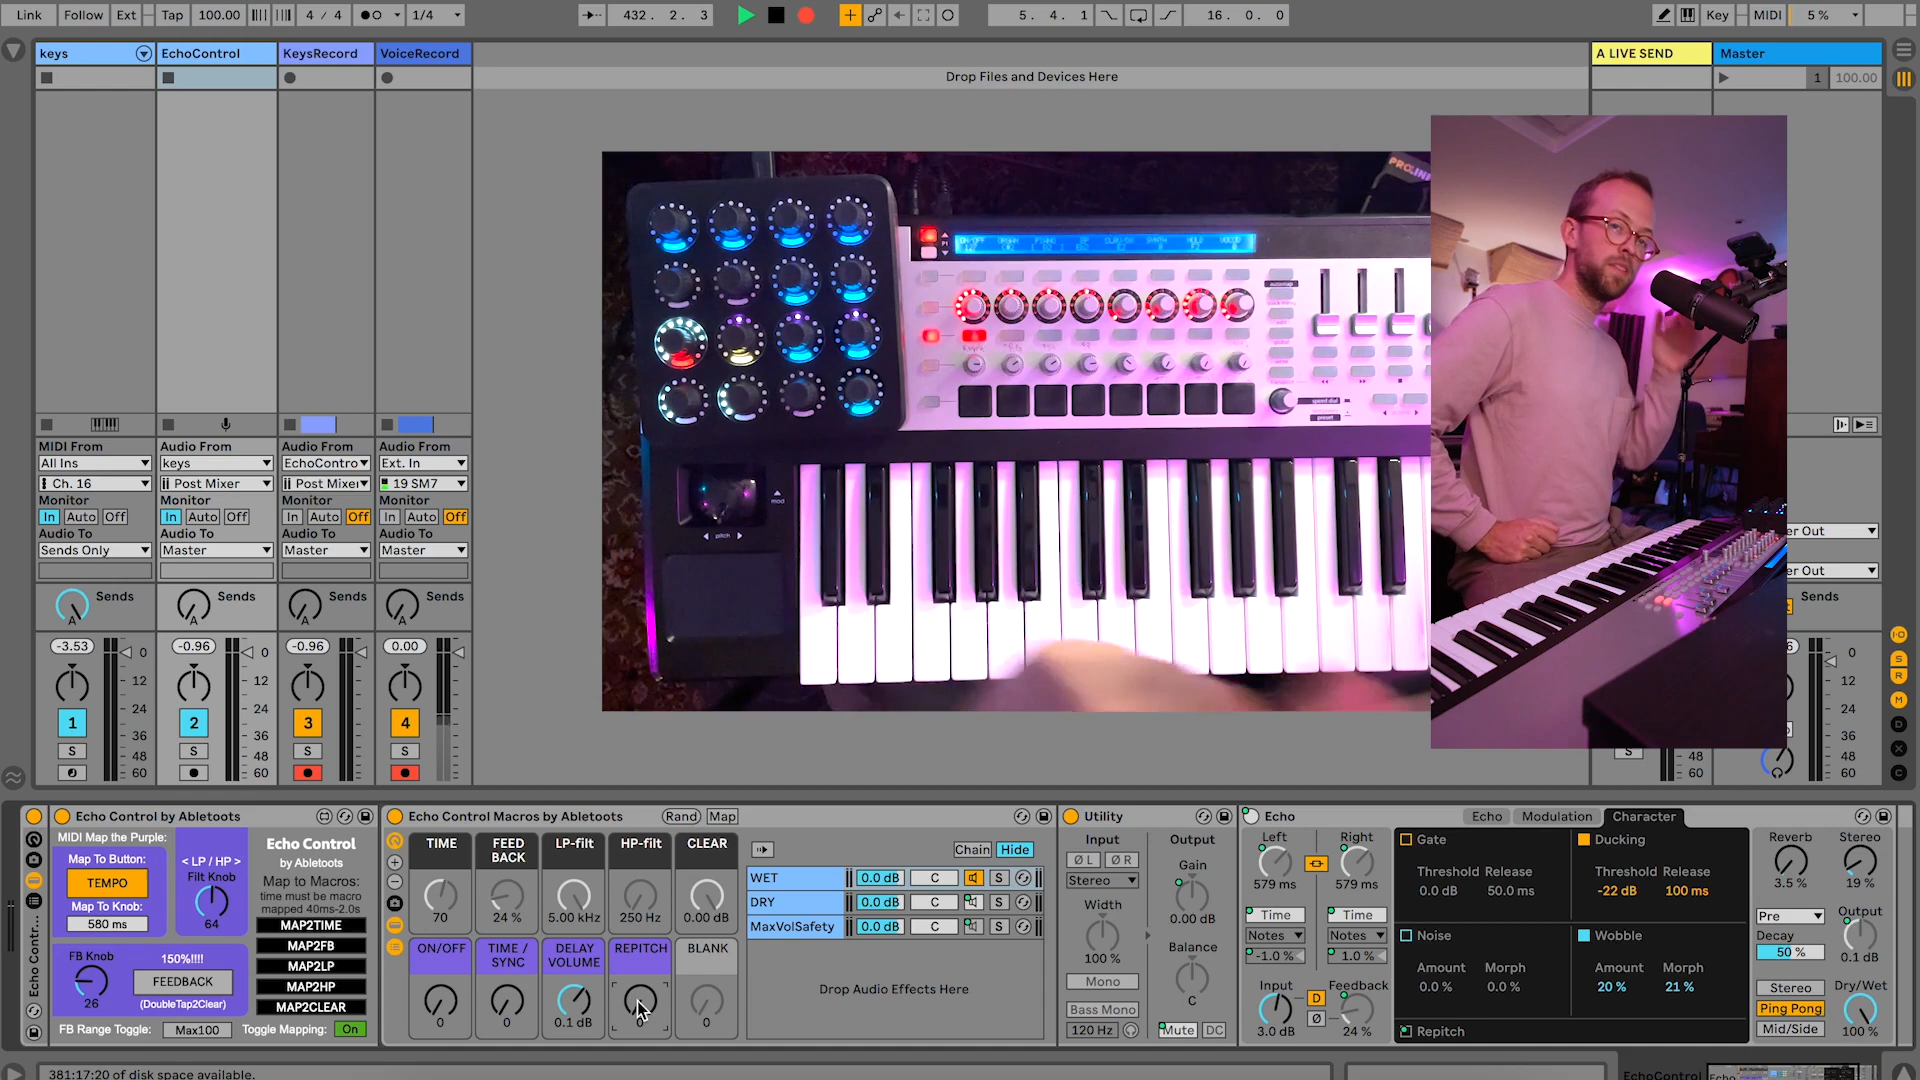 Link Follow Ext Tap 100.00 4 / 4 1/4 432. 2. 3 5. 4. 1 16. 0. 0 Key MIDI 5 %
keys EchoControl KeysRecord VoiceRecord A LIVE SEND Master
Drop Files and Devices Here 1 100.00
MIDI From Audio From Audio From Audio From
All Ins keys EchoContro Ext. In
Ch. 16 Post Mixer Post Mixer 19 SM7
Monitor Monitor Monitor Monitor
In Auto Off In Auto Off In Auto Off In Auto Off
Audio To Audio To Audio To Audio To
Sends Only Master Master Master
er Out
er Out
Sends Sends Sends Sends Sends
A A A A
-3.53 -0.96 -0.96 0.00
0 12 24 36 48 60
1 2 3 4
S S S S S
Echo Control by Abletoots
MIDI Map the Purple:
Map To Button:
TEMPO
Map To Knob:
580 ms
< LP / HP >
Filt Knob
64
FB Knob
26
150%!!!!
FEEDBACK
(DoubleTap2Clear)
FB Range Toggle: Max100 Toggle Mapping: On
Echo Control
by Abletoots
Map to Macros:
time must be macro
mapped 40ms-2.0s
MAP2TIME
MAP2FB
MAP2LP
MAP2HP
MAP2CLEAR
Echo Control Macros by Abletoots Rand Map
TIME FEED BACK LP-filt HP-filt CLEAR
70 24 % 5.00 kHz 250 Hz 0.00 dB
ON/OFF TIME / SYNC DELAY VOLUME REPITCH BLANK
0 0 0.1 dB 0 0
Chain Hide
WET 0.0 dB C S
DRY 0.0 dB C S
MaxVolSafety 0.0 dB C S
Drop Audio Effects Here
Utility
Input Output
Ø L Ø R Gain
Stereo
Width 0.00 dB
100 % Balance
Mono C
Bass Mono
120 Hz Mute DC
Echo Echo Modulation Character
Left Right
579 ms 579 ms
Time Time
Notes Notes
-1.0 % 1.0 %
Input D Feedback
3.0 dB Ø 24 %
Gate Ducking
Threshold Release Threshold Release
0.0 dB 50.0 ms -22 dB 100 ms
Noise Wobble
Amount Morph Amount Morph
0.0 % 0.0 % 20 % 21 %
Repitch
Reverb Stereo
3.5 % 19 %
Pre Output
Decay
50 % 0.1 dB
Stereo Dry/Wet
Ping Pong
Mid/Side 100 %
381:17:20 of disk space available.
EchoControl